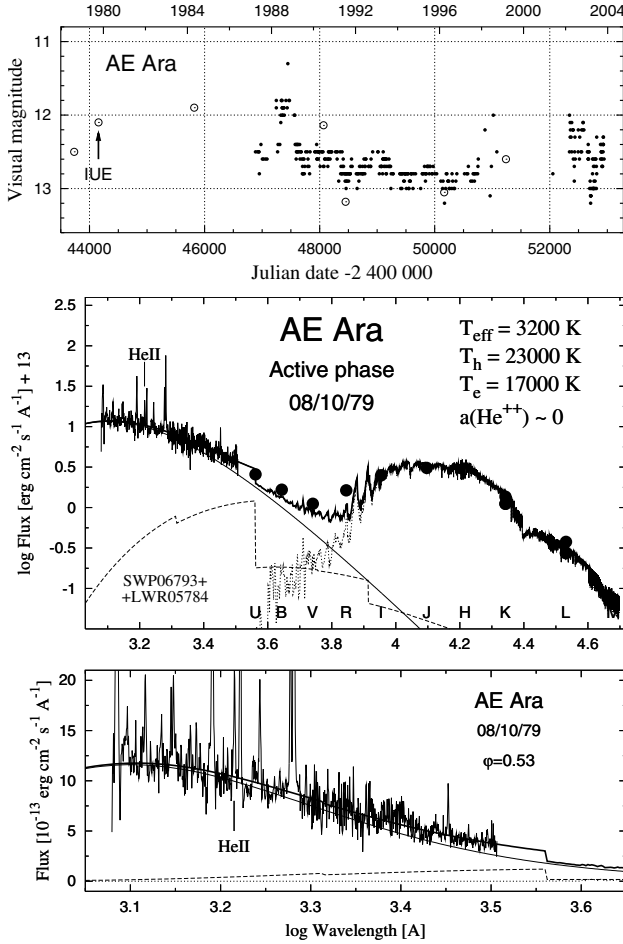 1980 1984 1987 1991 1996 1999 2002 2004
11
12
13
Visual magnitude
AE Ara
IUE
44000 46000 48000 50000 52000
Julian date -2 400 000
2.5
2
1.5
1
0.5
0
-0.5
-1
log Flux [erg cm-2 s-1 A-1] + 13
AE Ara
Active phase
08/10/79
Teff = 3200 K
Th = 23000 K
Te = 17000 K
a(He++) ~ 0
HeII
SWP06793+
+LWR05784
U B V R I J H K L M
3.2 3.4 3.6 3.8 4 4.2 4.4 4.6
20
15
10
5
0
Flux [10-13 erg cm-2 s-1 A-1]
AE Ara
08/10/79
φ=0.53
HeII
3.1 3.2 3.3 3.4 3.5 3.6
log Wavelength [A]